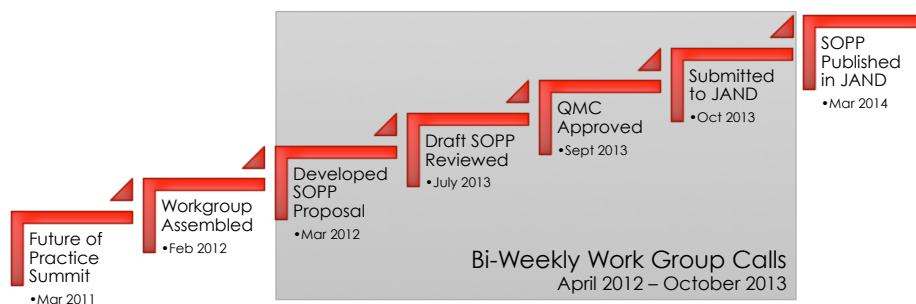 Future of
Practice
Summit
•Mar 2011
Workgroup
Assembled
•Feb 2012
Developed
SOPP
Proposal
•Mar 2012
Draft SOPP
Reviewed
•July 2013
QMC
Approved
•Sept 2013
Submitted
to JAND
•Oct 2013
SOPP
Published
in JAND
•Mar 2014
Bi-Weekly Work Group Calls
April 2012 – October 2013